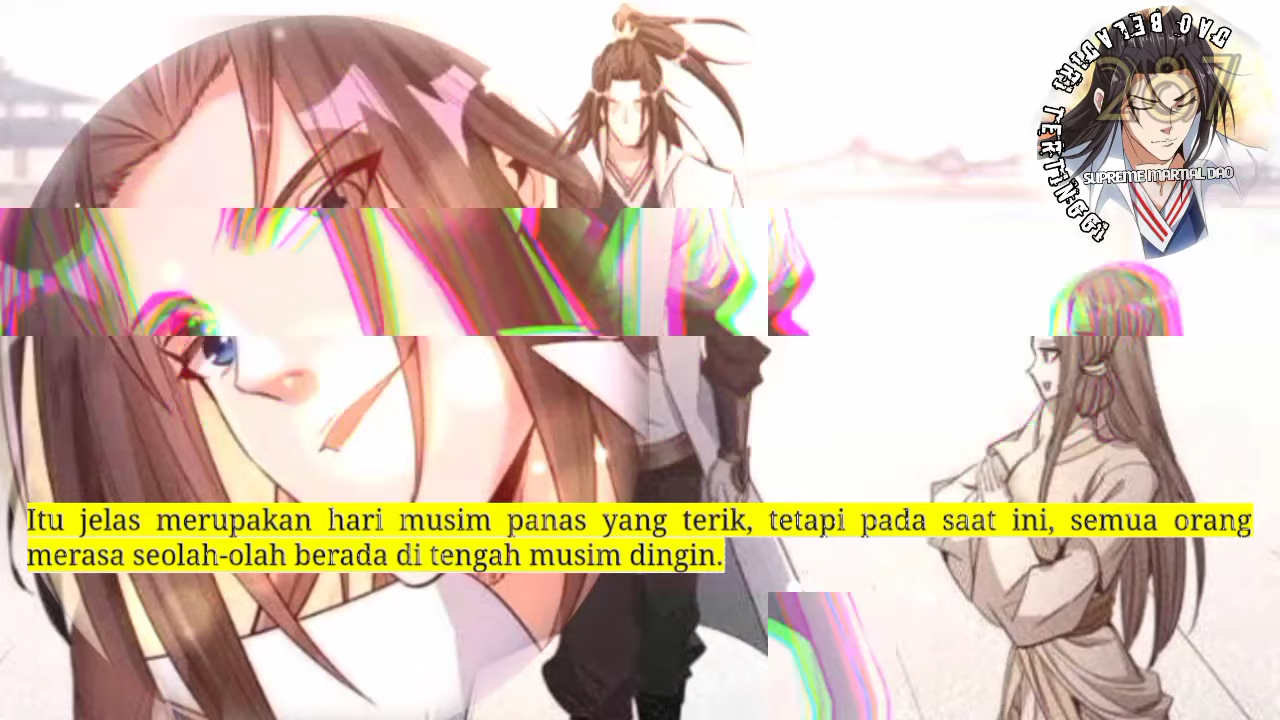 DAO BELADIRI TERTINGGI
287
SUPREME MARTIAL DAO
Itu jelas merupakan hari musim panas yang terik, tetapi pada saat ini, semua orang
merasa seolah-olah berada di tengah musim dingin.